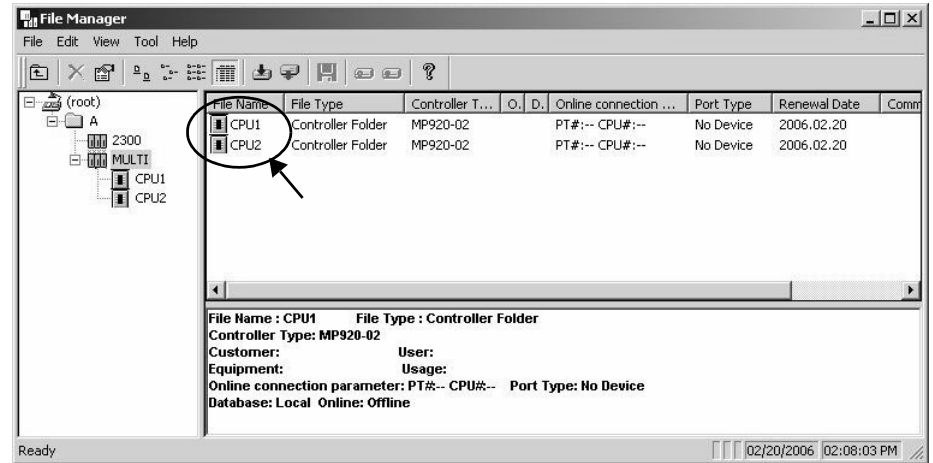 File Manager
File Edit View Tool Help
(root)
A
2300
MULTI
CPU1
CPU2
File Name File Type Controller T... O. D. Online connection ... Port Type Renewal Date Comm
CPU1 Controller Folder MP920-02 PT#:-- CPU#:-- No Device 2006.02.20
CPU2 Controller Folder MP920-02 PT#:-- CPU#:-- No Device 2006.02.20
File Name : CPU1 File Type : Controller Folder
Controller Type: MP920-02
Customer: User:
Equipment: Usage:
Online connection parameter: PT#:-- CPU#:-- Port Type: No Device
Database: Local Online: Offline
Ready 02/20/2006 02:08:03 PM